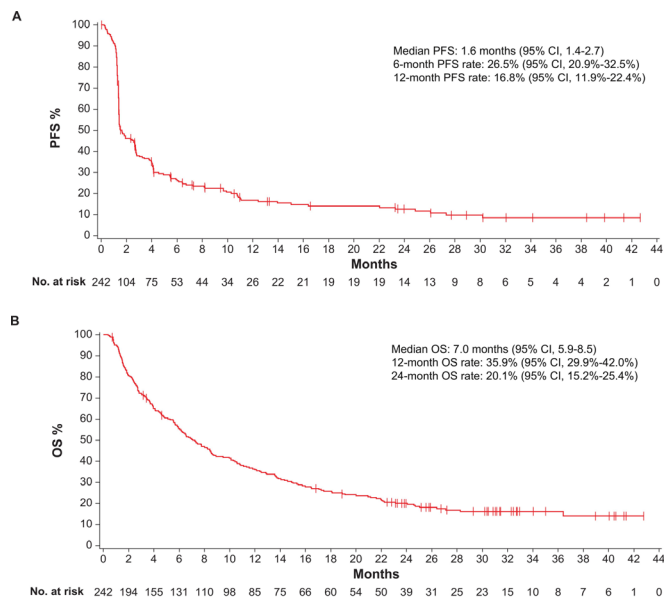 A
100
90
80
70
60
50
40
30
20
10
0
PFS %
Median PFS: 1.6 months (95% CI, 1.4-2.7)
6-month PFS rate: 26.5% (95% CI, 20.9%-32.5%)
12-month PFS rate: 16.8% (95% CI, 11.9%-22.4%)
0 2 4 6 8 10 12 14 16 18 20 22 24 26 28 30 32 34 36 38 40 42 44
Months
No. at risk 242 104 75 53 44 34 26 22 21 19 19 19 14 13 9 8 6 5 4 4 2 1 0
B
100
90
80
70
60
50
40
30
20
10
0
OS %
Median OS: 7.0 months (95% CI, 5.9-8.5)
12-month OS rate: 35.9% (95% CI, 29.9%-42.0%)
24-month OS rate: 20.1% (95% CI, 15.2%-25.4%)
0 2 4 6 8 10 12 14 16 18 20 22 24 26 28 30 32 34 36 38 40 42 44
Months
No. at risk 242 194 155 131 110 98 85 75 66 60 54 50 39 31 25 23 15 10 8 7 6 1 0